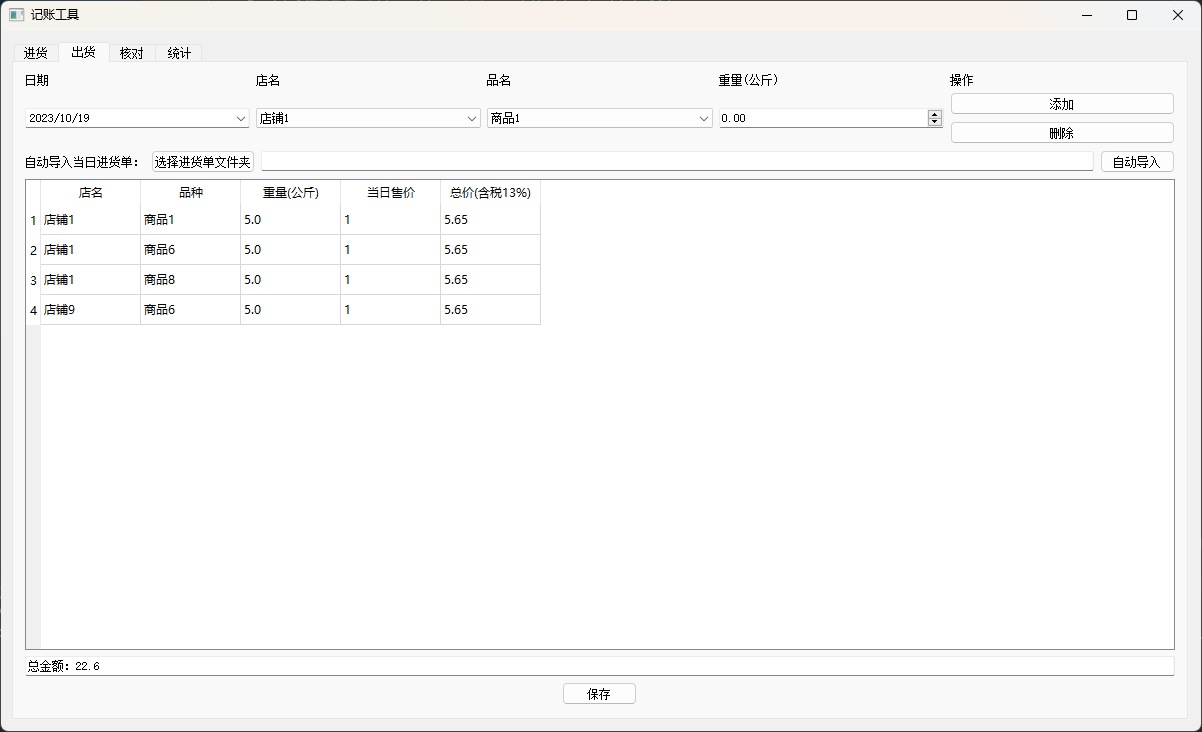 记账工具
进货 出货 核对 统计
日期 店名 品名 重量(公斤) 操作
添加
2023/10/19 店铺1 商品1 0.00
删除
自动导入当日进货单： 选择进货单文件夹 自动导入
店名 品种 重量(公斤) 当日售价 总价(含税13%)
1 店铺1 商品1 5.0 1 5.65
2 店铺1 商品6 5.0 1 5.65
3 店铺1 商品8 5.0 1 5.65
4 店铺9 商品6 5.0 1 5.65
总金额：22.6
保存